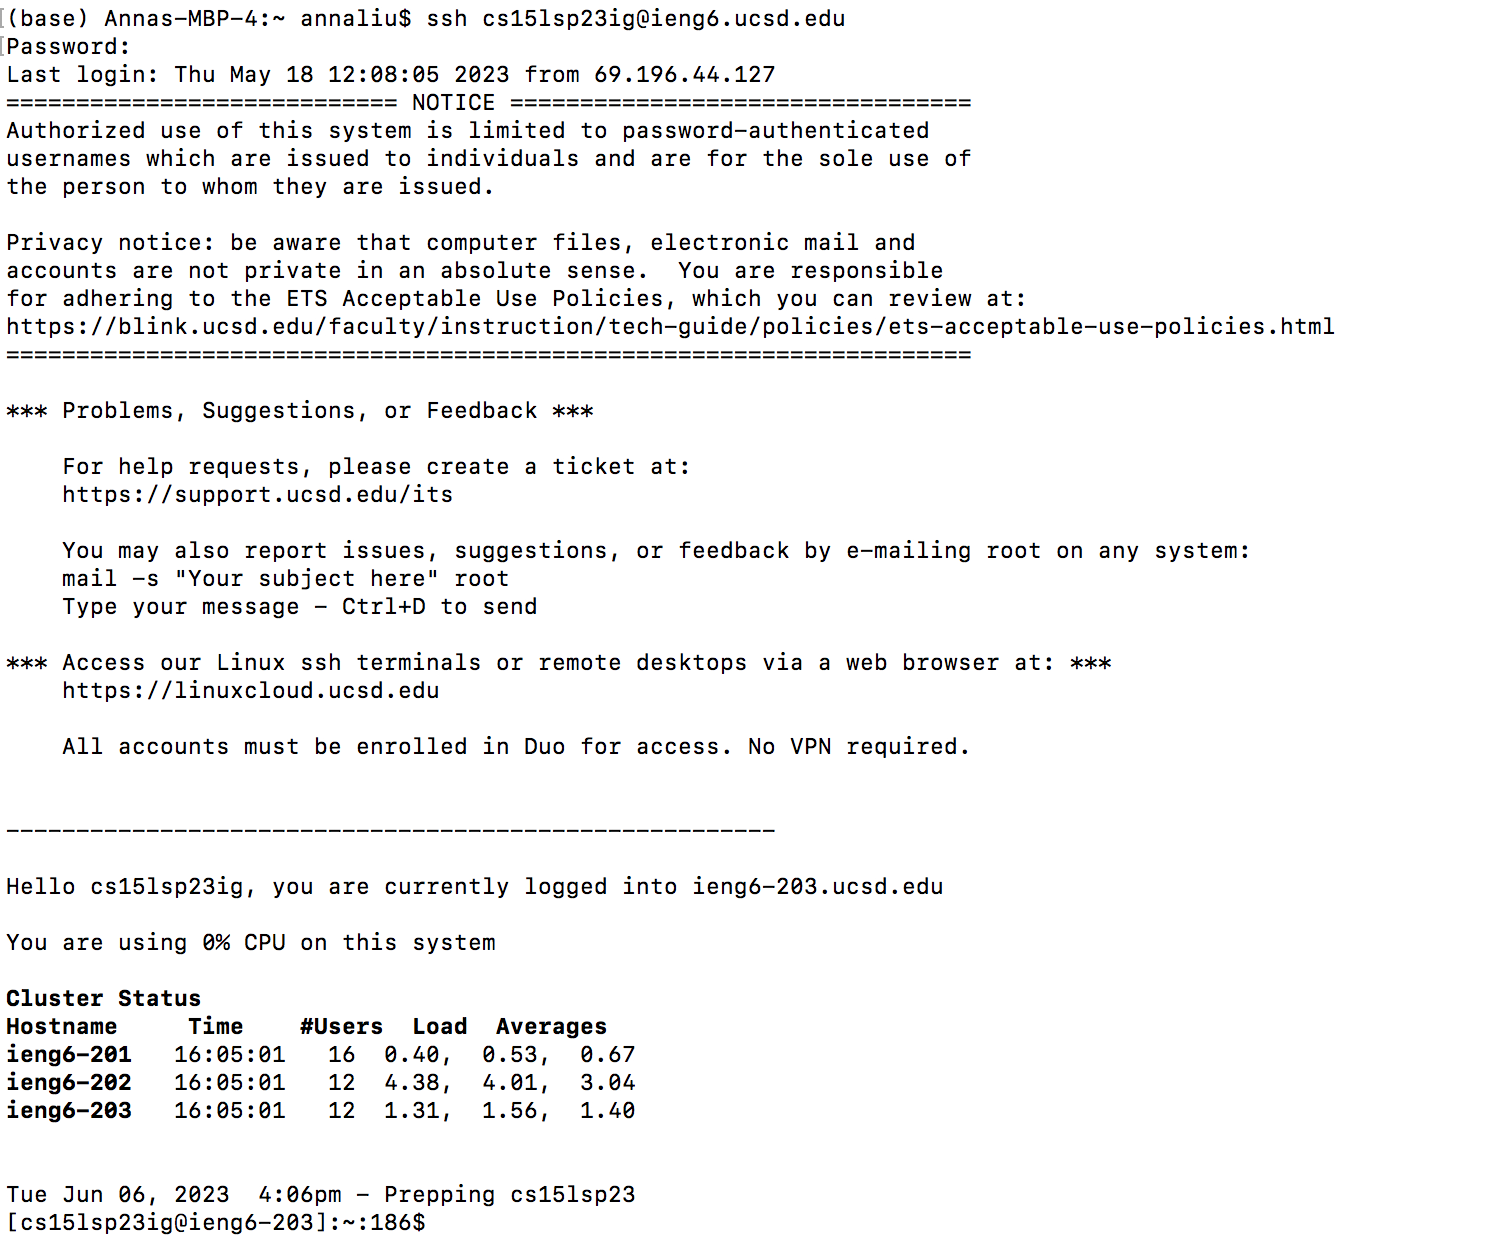 [(base) Annas-MBP-4:~ annaliu$ ssh cs15lsp23ig@ieng6.ucsd.edu
[Password:
Last login: Thu May 18 12:08:05 2023 from 69.196.44.127
============================ NOTICE =================================
Authorized use of this system is limited to password-authenticated
usernames which are issued to individuals and are for the sole use of
the person to whom they are issued.

Privacy notice: be aware that computer files, electronic mail and
accounts are not private in an absolute sense.  You are responsible
for adhering to the ETS Acceptable Use Policies, which you can review at:
https://blink.ucsd.edu/faculty/instruction/tech-guide/policies/ets-acceptable-use-policies.html
=====================================================================

*** Problems, Suggestions, or Feedback ***

    For help requests, please create a ticket at:
    https://support.ucsd.edu/its

    You may also report issues, suggestions, or feedback by e-mailing root on any system:
    mail -s "Your subject here" root
    Type your message - Ctrl+D to send

*** Access our Linux ssh terminals or remote desktops via a web browser at: ***
    https://linuxcloud.ucsd.edu

    All accounts must be enrolled in Duo for access. No VPN required.

-------------------------------------------------------

Hello cs15lsp23ig, you are currently logged into ieng6-203.ucsd.edu

You are using 0% CPU on this system

Cluster Status
Hostname     Time    #Users  Load  Averages
ieng6-201   16:05:01   16  0.40,  0.53,  0.67
ieng6-202   16:05:01   12  4.38,  4.01,  3.04
ieng6-203   16:05:01   12  1.31,  1.56,  1.40

Tue Jun 06, 2023  4:06pm - Prepping cs15lsp23
[cs15lsp23ig@ieng6-203]:~:186$